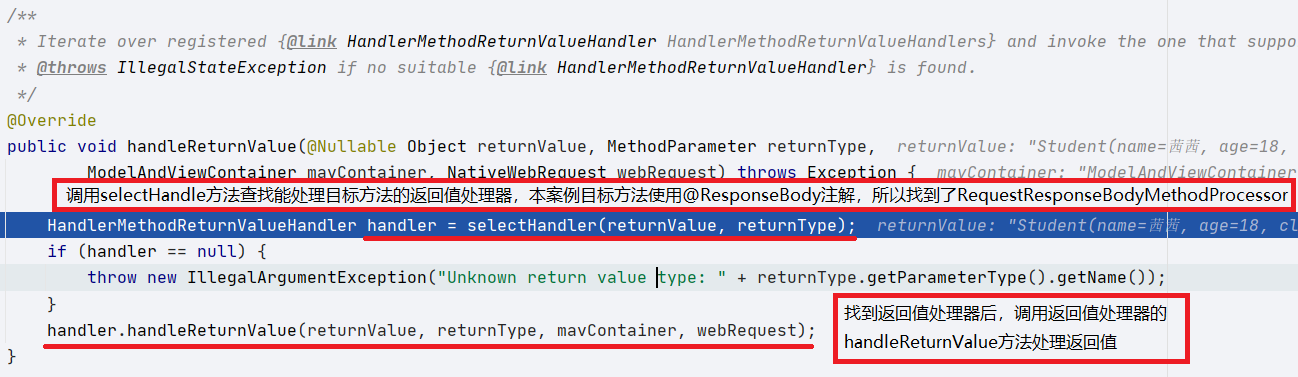 /**
* Iterate over registered {@link HandlerMethodReturnValueHandler HandlerMethodReturnValueHandlers} and invoke the one that suppo
* @throws IllegalStateException if no suitable {@link HandlerMethodReturnValueHandler} is found.
*/
@Override
public void handleReturnValue(@Nullable Object returnValue, MethodParameter returnType, returnValue: "Student(name=茜茜, age=18,
ModelAndViewContainer mavContainer, NativeWebRequest webRequest) throws Exception { mavContainer: "ModelAndViewContainer
调用selectHandle方法查找能处理目标方法的返回值处理器，本案例目标方法使用@ResponseBody注解，所以找到了RequestResponseBodyMethodProcessor
HandlerMethodReturnValueHandler handler = selectHandler(returnValue, returnType); returnValue: "Student(name=茜茜, age=18, cl
if (handler == null) {
throw new IllegalArgumentException("Unknown return value type: " + returnType.getParameterType().getName());
}
找到返回值处理器后，调用返回值处理器的
handler.handleReturnValue(returnValue, returnType, mavContainer, webRequest);
handleReturnValue方法处理返回值
}